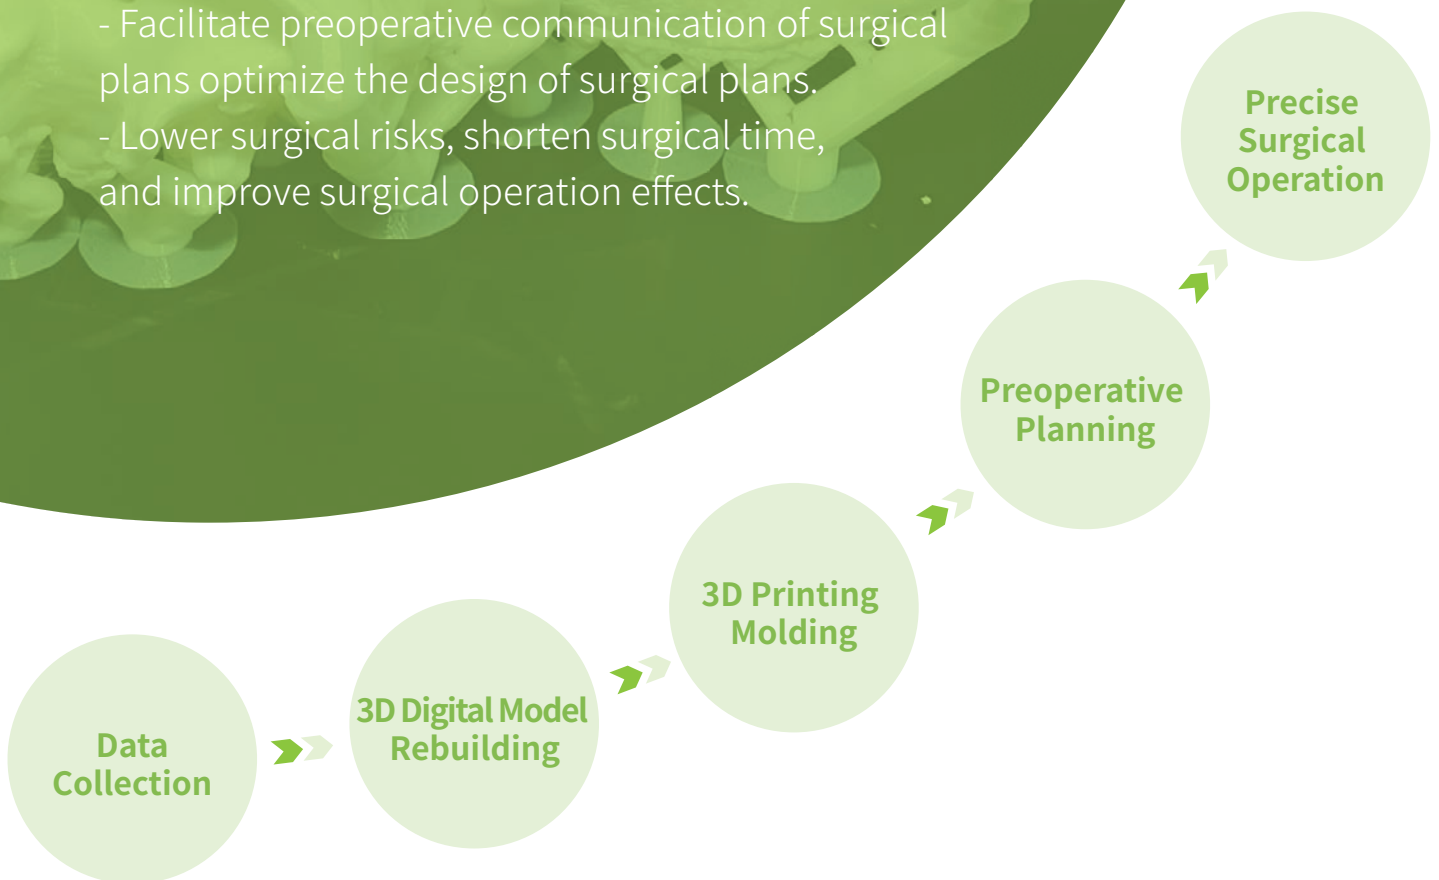 - Facilitate preoperative communication of surgical
plans optimize the design of surgical plans.
- Lower surgical risks, shorten surgical time,
and improve surgical operation effects.
Precise
Surgical
Operation
Preoperative
Planning
3D Printing
Molding
3D Digital Model
Rebuilding
Data
Collection